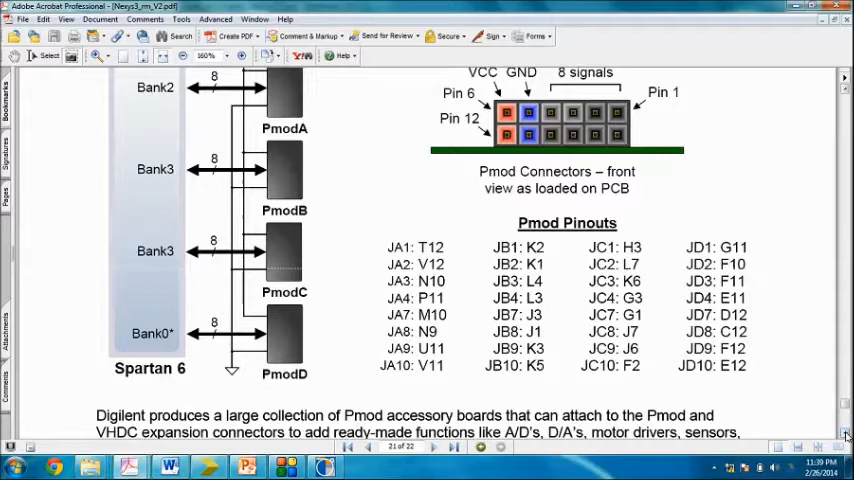 Adobe Acrobat Professional - [Nexys3_rm_V2.pdf]
File Edit View Document Comments Tools Advanced Window Help
Search Create PDF Comment & Markup Send for Review Secure Sign Forms
Select 160% Help
Bookmarks
Signatures
Pages
Attachments
Comments
Bank2
8
PmodA
Bank3
8
PmodB
Bank3
8
PmodC
Bank0*
8
PmodD
Spartan 6
VCC GND 8 signals
Pin 6
Pin 1
Pin 12
Pmod Connectors – front
view as loaded on PCB
Pmod Pinouts
JA1: T12 JB1: K2 JC1: H3 JD1: G11
JA2: V12 JB2: K1 JC2: L7 JD2: F10
JA3: N10 JB3: L4 JC3: K6 JD3: F11
JA4: P11 JB4: L3 JC4: G3 JD4: E11
JA7: M10 JB7: J3 JC7: G1 JD7: D12
JA8: N9 JB8: J1 JC8: J7 JD8: C12
JA9: U11 JB9: K3 JC9: J6 JD9: F12
JA10: V11 JB10: K5 JC10: F2 JD10: E12
Digilent produces a large collection of Pmod accessory boards that can attach to the Pmod and
VHDC expansion connectors to add ready-made functions like A/D's, D/A's, motor drivers, sensors,
21 of 22
11:39 PM
2/26/2014